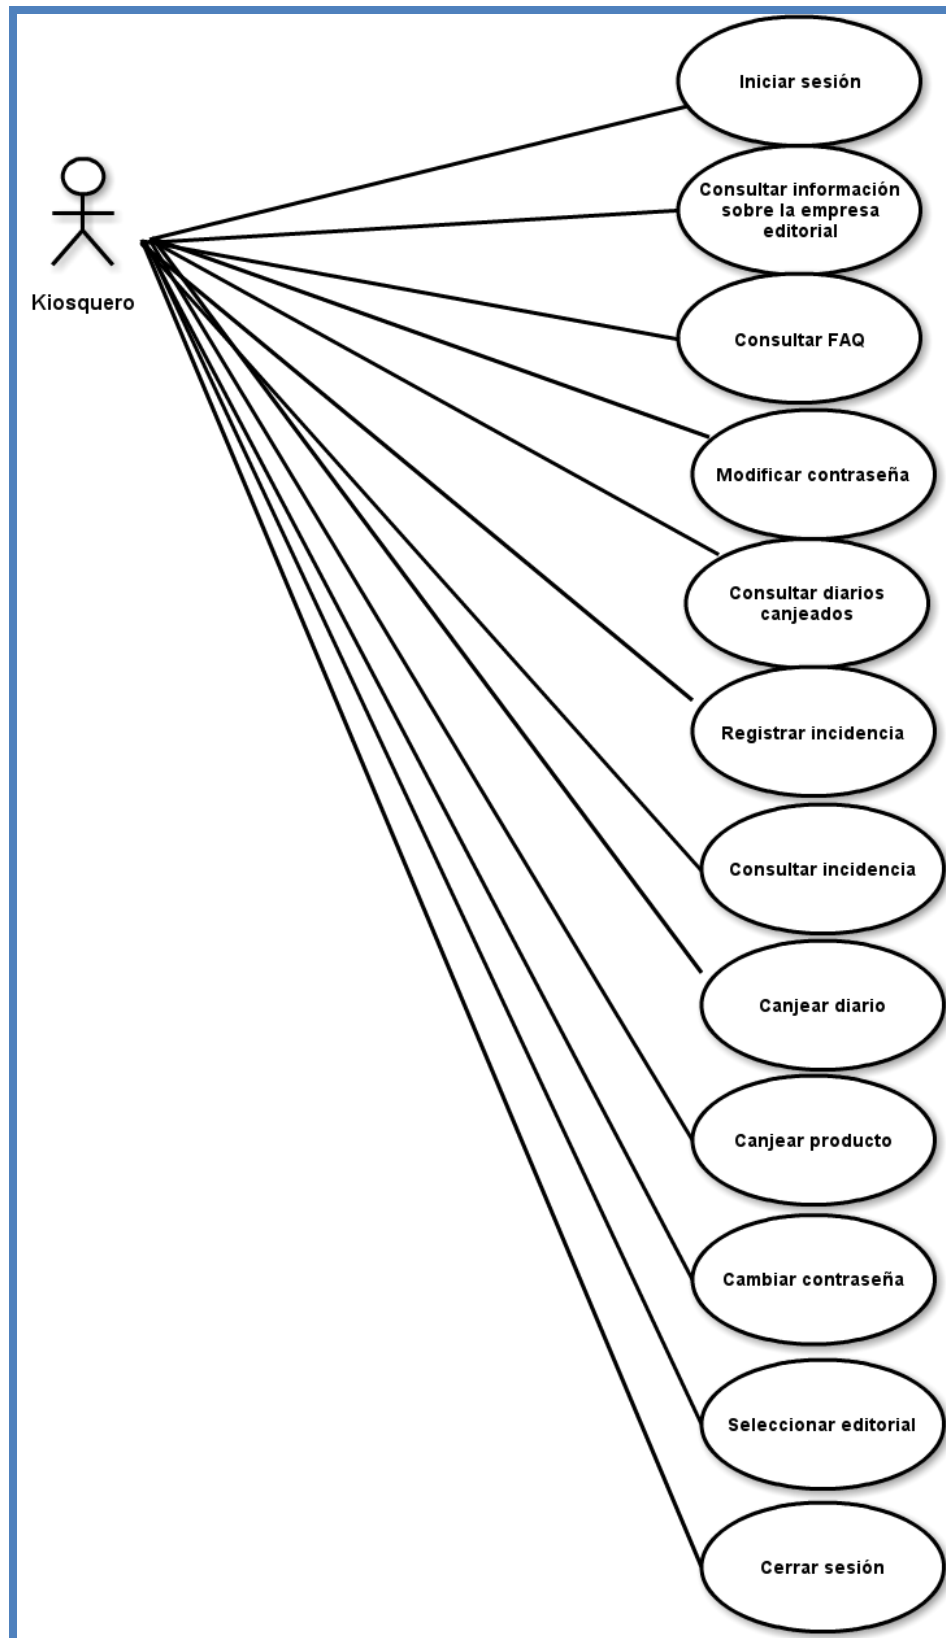 Iniciar sesión
Consultar información
sobre la empresa
editorial
Kiosquero
Consultar FAQ
Modificar contraseña
Consultar diarios
canjeados
Registrar incidencia
Consultar incidencia
Canjear diario
Canjear producto
Cambiar contraseña
Seleccionar editorial
Cerrar sesión